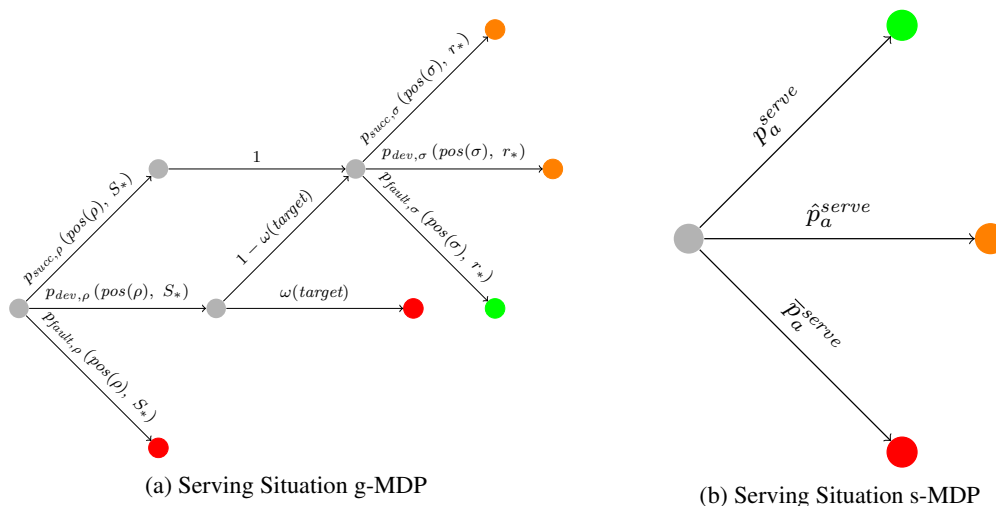 p_{succ,σ} (pos(σ), r_*)
p_{dev,σ} (pos(σ), r_*)
p_{fault,σ} (pos(σ), r_*)
1
p_{succ,ρ} (pos(ρ), S_*)
1 − ω(target)
p_{dev,ρ} (pos(ρ), S_*)
ω(target)
p_{fault,ρ} (pos(ρ), S_*)
(a) Serving Situation g-MDP
p_a^{serve}
p̂_a^{serve}
p̅_a^{serve}
(b) Serving Situation s-MDP